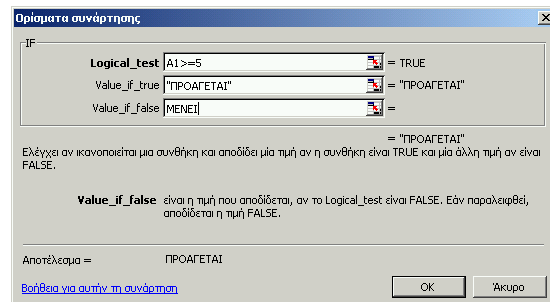 Ορίσματα συνάρτησης
IF
Logical_test A1>=5 = TRUE
Value_if_true "ΠΡΟΑΓΕΤΑΙ" = "ΠΡΟΑΓΕΤΑΙ"
Value_if_false ΜΕΝΕΙ =
= "ΠΡΟΑΓΕΤΑΙ"
Ελέγχει αν ικανοποιείται μια συνθήκη και αποδίδει μία τιμή αν η συνθήκη είναι TRUE και μία άλλη τιμή αν είναι
FALSE.
Value_if_false είναι η τιμή που αποδίδεται, αν το Logical_test είναι FALSE. Εάν παραλειφθεί,
αποδίδεται η τιμή FALSE.
Αποτέλεσμα = ΠΡΟΑΓΕΤΑΙ
Βοήθεια για αυτήν τη συνάρτηση OK Άκυρο